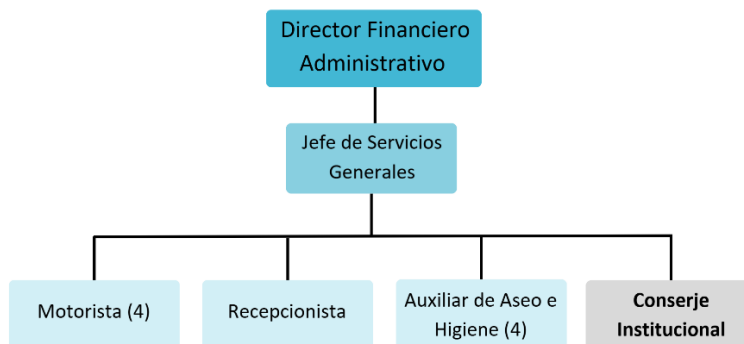 Director Financiero
Administrativo
Jefe de Servicios
Generales
Motorista (4)
Recepcionista
Auxiliar de Aseo e
Higiene (4)
Conserje
Institucional